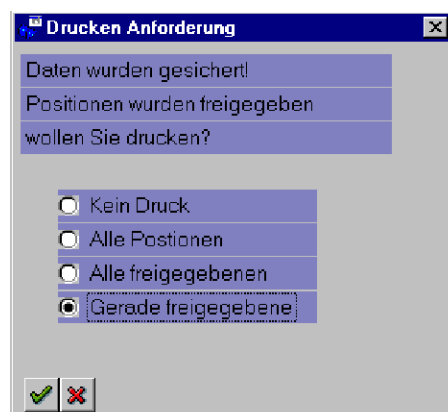 Drucken Anforderung
Daten wurden gesichert!
Positionen wurden freigegeben
wollen Sie drucken?
Kein Druck
Alle Postionen
Alle freigegebenen
Gerade freigegebene